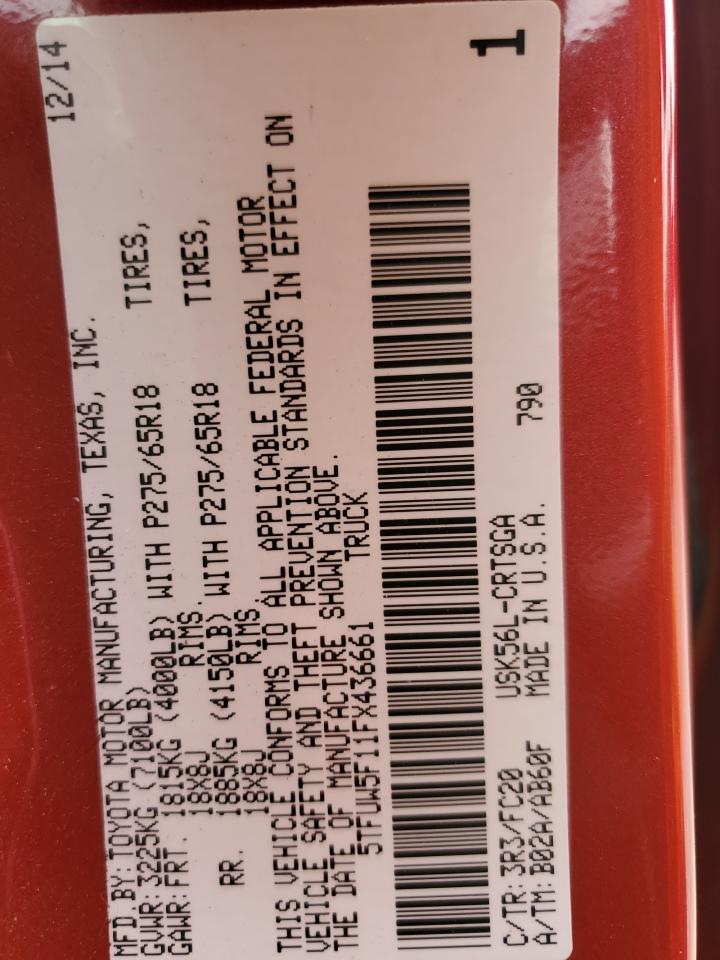 MFD.BY:TOYOTA MOTOR MANUFACTURING, TEXAS, INC. 12/14
GVWR:3225KG (7100LB)
GAWR:FRT. 1815KG (4000LB) WITH P275/65R18 TIRES,
18X8J RIMS.
RR. 1885KG (4150LB) WITH P275/65R18 TIRES,
18X8J RIMS
THIS VEHICLE CONFORMS TO ALL APPLICABLE FEDERAL MOTOR
VEHICLE SAFETY AND THEFT PREVENTION STANDARDS IN EFFECT ON
THE DATE OF MANUFACTURE SHOWN ABOVE.
5TFUW5F11FX436661 TRUCK
C/TR:3R3/FC20 USK56L-CRTSGA 790 1
A/TM:B02A/AB60F MADE IN U.S.A.